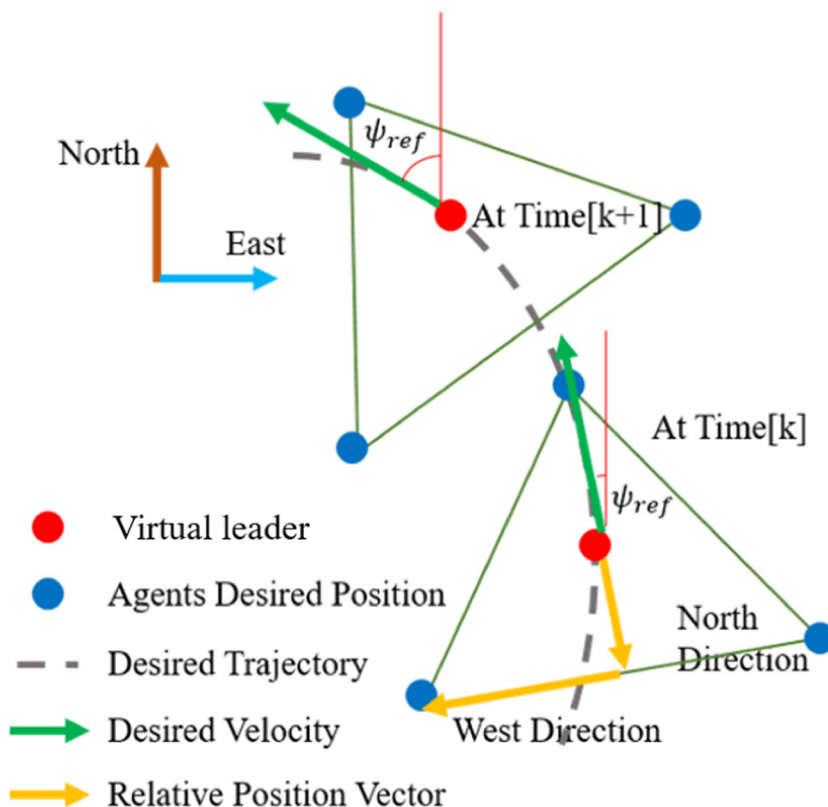 ψref
North
At Time[k+1]
East
At Time[k]
ψref
Virtual leader
Agents Desired Position
North
Direction
Desired Trajectory
West Direction
Desired Velocity
Relative Position Vector